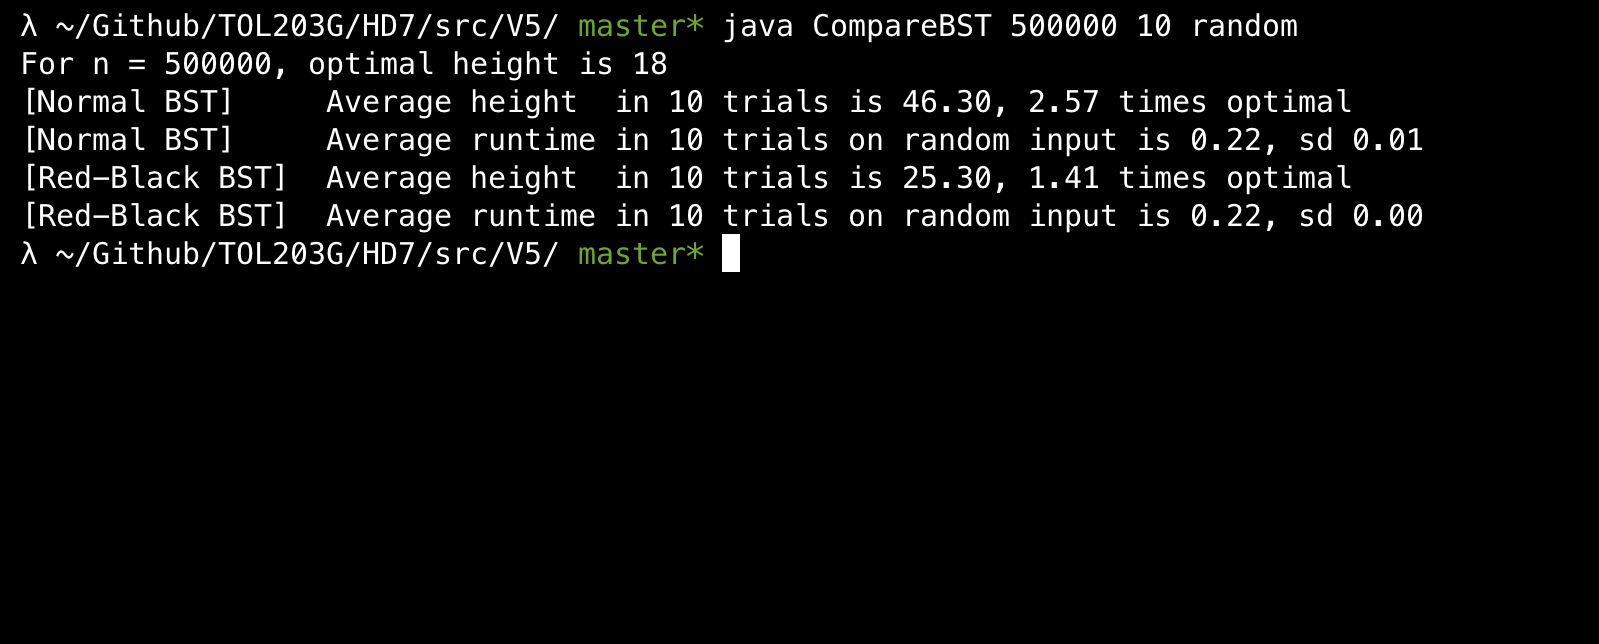 λ ~/Github/TOL203G/HD7/src/V5/ master* java CompareBST 500000 10 random
For n = 500000, optimal height is 18
[Normal BST]     Average height  in 10 trials is 46.30, 2.57 times optimal
[Normal BST]     Average runtime in 10 trials on random input is 0.22, sd 0.01
[Red–Black BST]  Average height  in 10 trials is 25.30, 1.41 times optimal
[Red–Black BST]  Average runtime in 10 trials on random input is 0.22, sd 0.00
λ ~/Github/TOL203G/HD7/src/V5/ master*